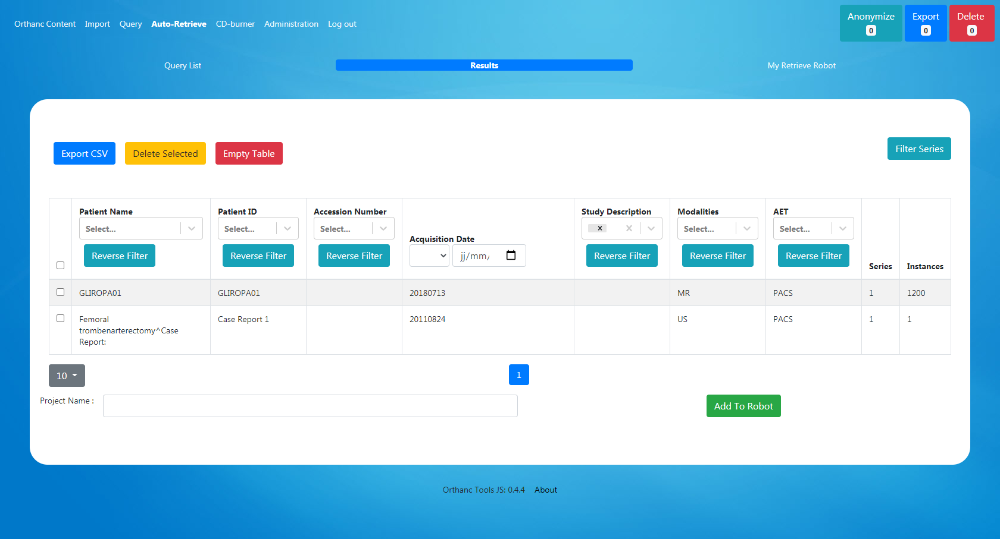 Orthanc Content Import Query Auto-Retrieve CD-burner Administration Log out
Anonymize
0
Export
0
Delete
0
Query List Results My Retrieve Robot
Export CSV Delete Selected Empty Table Filter Series
Patient Name Patient ID Accession Number Study Description Modalities AET
Select... Select... Select... x Select... Select...
Acquisition Date
Reverse Filter Reverse Filter Reverse Filter jj/mm/ Reverse Filter Reverse Filter Reverse Filter
Series Instances
GLIROPA01 GLIROPA01 20180713 MR PACS 1 1200
Femoral Case Report 1 20110824 US PACS 1 1
trombenarterectomy^Case
Report:
10 1
Project Name : Add To Robot
Orthanc Tools JS: 0.4.4 About